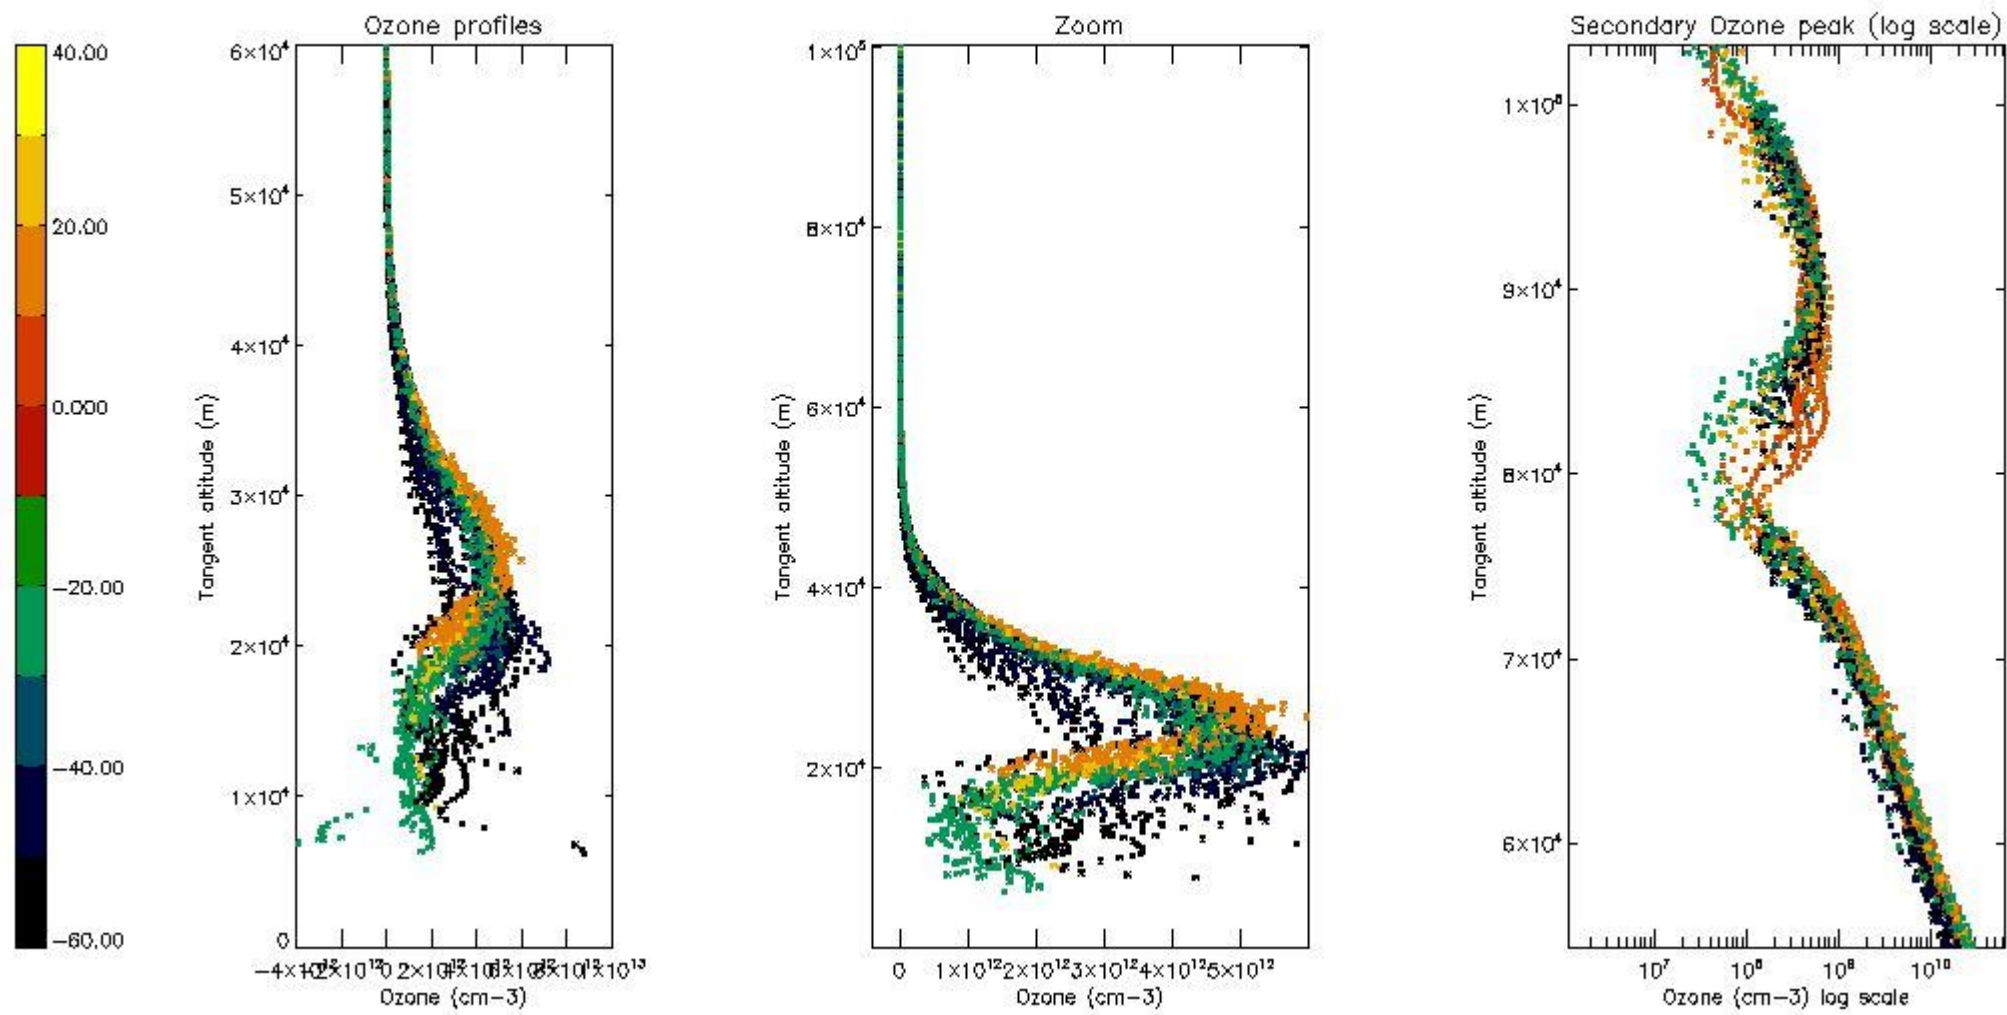 Ozone profiles
Zoom
Secondary Ozone peak (log scale)
40.00
20.00
0.000
−20.00
−40.00
−60.00
6×10⁴
5×10⁴
4×10⁴
3×10⁴
2×10⁴
1×10⁴
0
Tangent altitude (m)
Ozone (cm−3)
1×10⁵
8×10⁴
6×10⁴
4×10⁴
2×10⁴
Tangent altitude (m)
0 1×10¹² 2×10¹² 3×10¹² 4×10¹² 5×10¹²
Ozone (cm−3)
1×10⁵
9×10⁴
8×10⁴
7×10⁴
6×10⁴
Tangent altitude (m)
10⁷ 10⁸ 10⁹ 10¹⁰
Ozone (cm−3) log scale